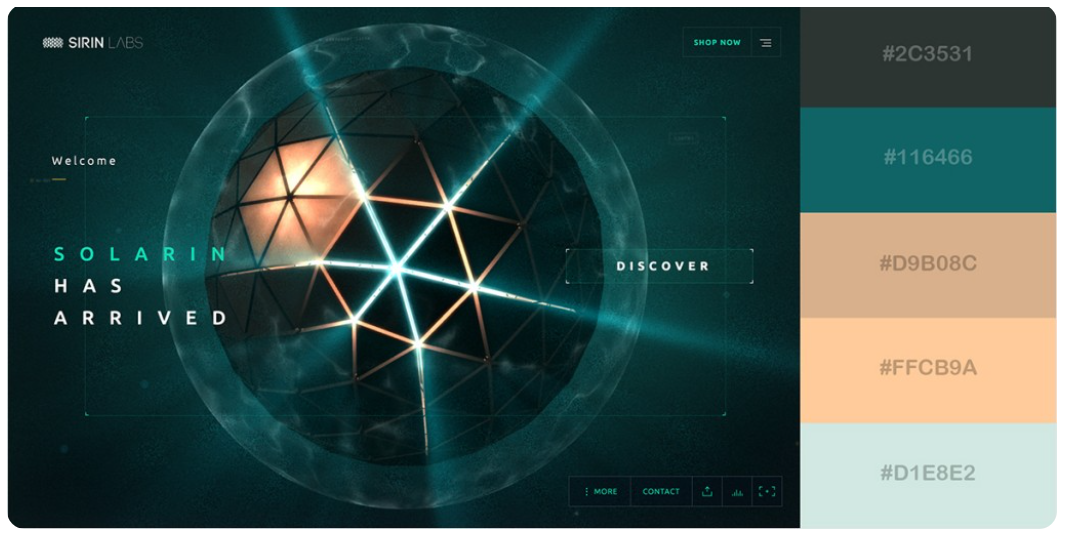 SIRIN LABS
SHOP NOW
Welcome
SOLARIN
HAS
ARRIVED
DISCOVER
MORE
CONTACT
#2C3531
#116466
#D9B08C
#FFCB9A
#D1E8E2